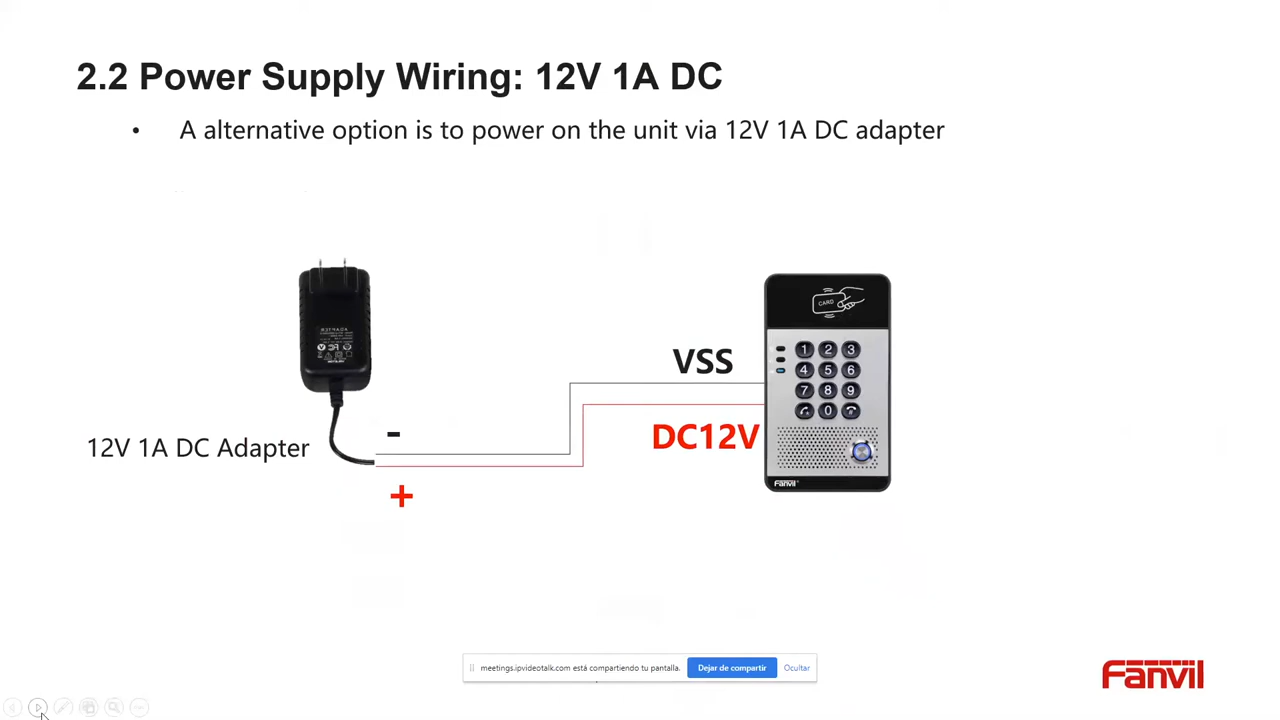 2.2 Power Supply Wiring: 12V 1A DC
• A alternative option is to power on the unit via 12V 1A DC adapter
CARD
ADAPTER
VSS
1 2 3
4 5 6
7 8 9
0
DC12V
-
12V 1A DC Adapter
+
Fanvil
meetings.ipvideotalk.com está compartiendo tu pantalla.
Dejar de compartir
Ocultar
Fanvil